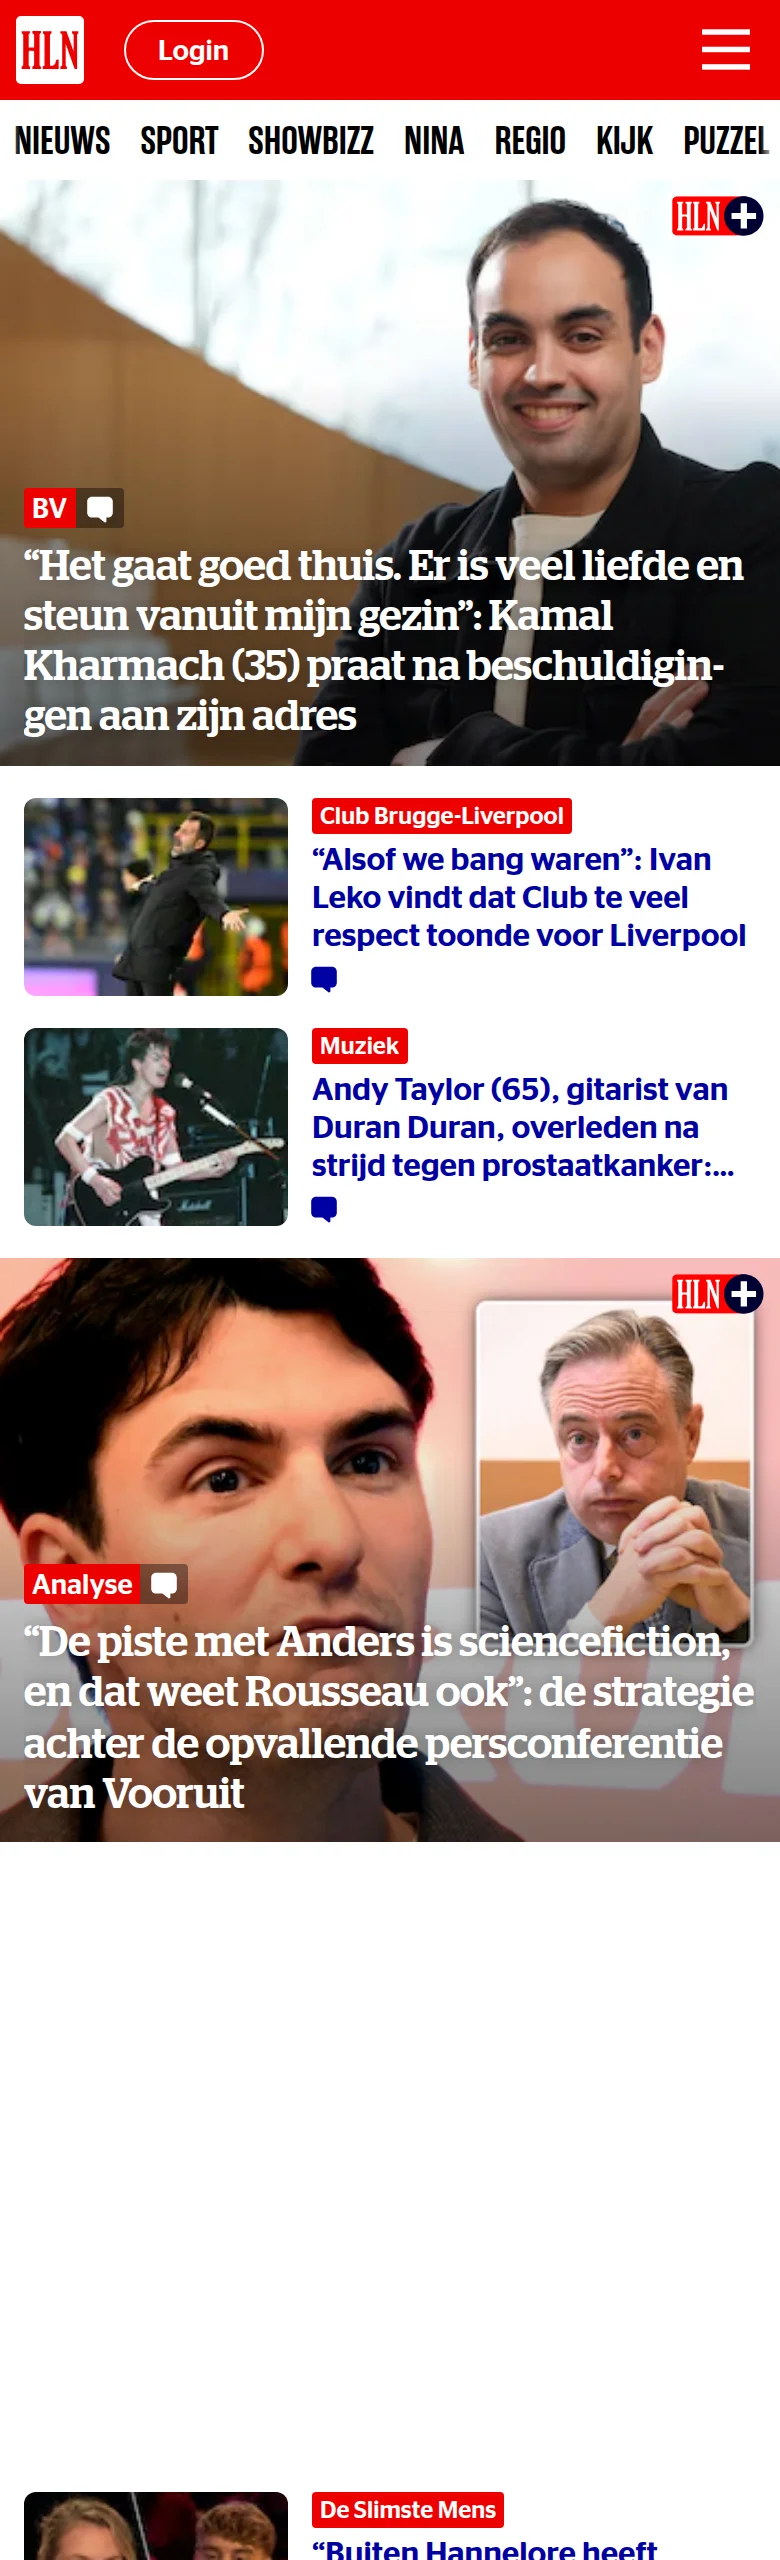 HLN
Login
NIEUWS SPORT SHOWBIZZ NINA REGIO KIJK PUZZEL
HLN+
BV
“Het gaat goed thuis. Er is veel liefde en
steun vanuit mijn gezin”: Kamal
Kharmach (35) praat na beschuldigin-
gen aan zijn adres
Club Brugge-Liverpool
“Alsof we bang waren”: Ivan
Leko vindt dat Club te veel
respect toonde voor Liverpool
Muziek
Andy Taylor (65), gitarist van
Duran Duran, overleden na
strijd tegen prostaatkanker:...
Marshall
HLN+
Analyse
“De piste met Anders is sciencefiction,
en dat weet Rousseau ook”: de strategie
achter de opvallende persconferentie
van Vooruit
De Slimste Mens
“Buiten Hannelore heeft